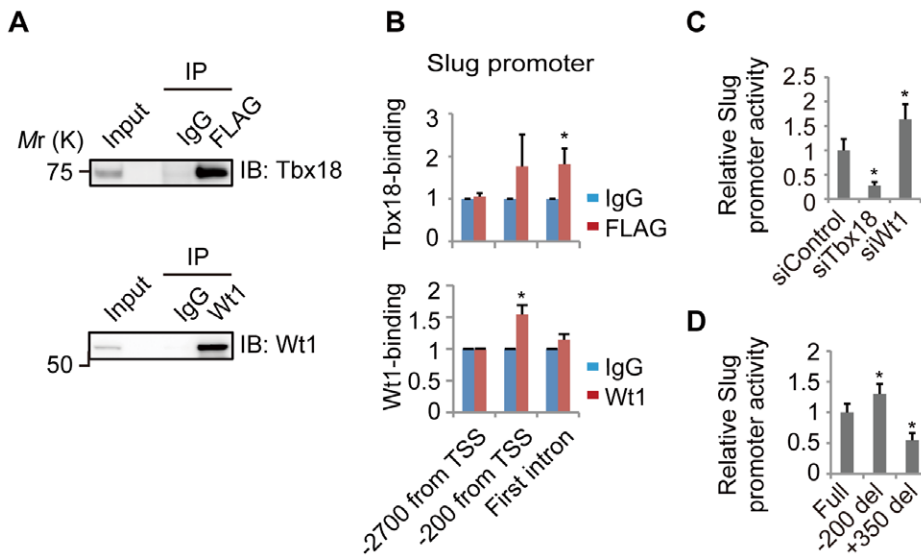 A
IP
Input
IgG
FLAG
Mr (K)
75
IB: Tbx18
IP
Input
IgG
Wt1
IB: Wt1
50
B
Slug promoter
Tbx18-binding
3
2
1
0
*
IgG
FLAG
Wt1-binding
2
1.5
1
0.5
0
*
IgG
Wt1
-2700 from TSS
-200 from TSS
First intron
C
Relative Slug
promoter activity
2.5
2
1.5
1
0.5
0
*
*
siControl
siTbx18
siWt1
D
Relative Slug
promoter activity
2
1.5
1
0.5
0
*
*
Full
-200 del
+350 del